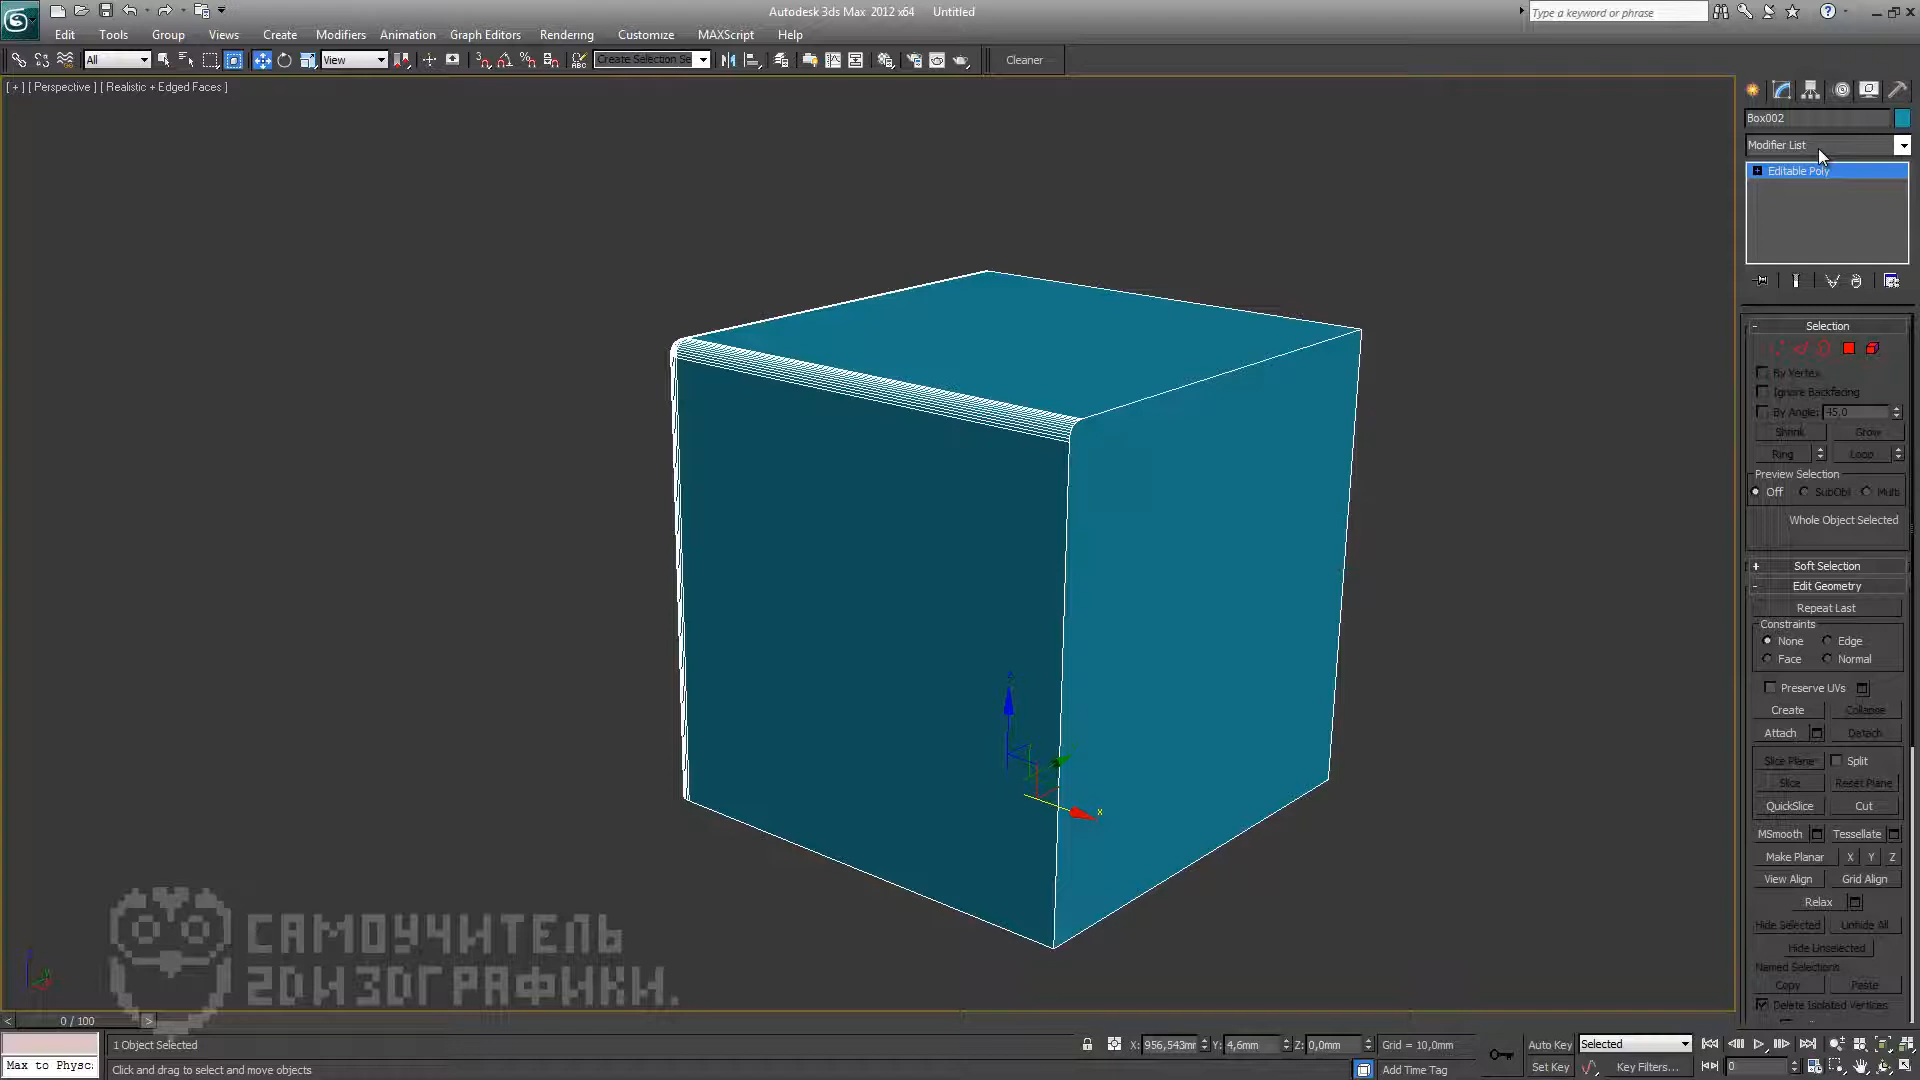 Autodesk 3ds Max 2012 x64 Untitled
Type a keyword or phrase
Edit Tools Group Views Create Modifiers Animation Graph Editors Rendering Customize MAXScript Help
All View Create Selection Se Cleaner
[ + ] [ Perspective ] [ Realistic + Edged Faces ]
Box002
Modifier List
Editable Poly
Selection
By Vertex
Ignore Backfacing
By Angle: 45,0
Shrink Grow
Ring Loop
Preview Selection
Off SubObj Multi
Whole Object Selected
Soft Selection
Edit Geometry
Repeat Last
Constraints
None Edge
Face Normal
Preserve UVs
Create Collapse
Attach Detach
Slice Plane Split
Slice Reset Plane
QuickSlice Cut
MSmooth Tessellate
Make Planar X Y Z
View Align Grid Align
Relax
Hide Selected Unhide All
Hide Unselected
Named Selections
Copy Paste
Delete Isolated Vertices
x
САМОУЧИТЕЛЬ
2DИ3DГРАФИКИ.
< 0 / 100 >
1 Object Selected X: 956,543mm Y: 4,6mm Z: 0,0mm Grid = 10,0mm Auto Key Selected
Max to Physc: Click and drag to select and move objects Add Time Tag Set Key Key Filters... 0